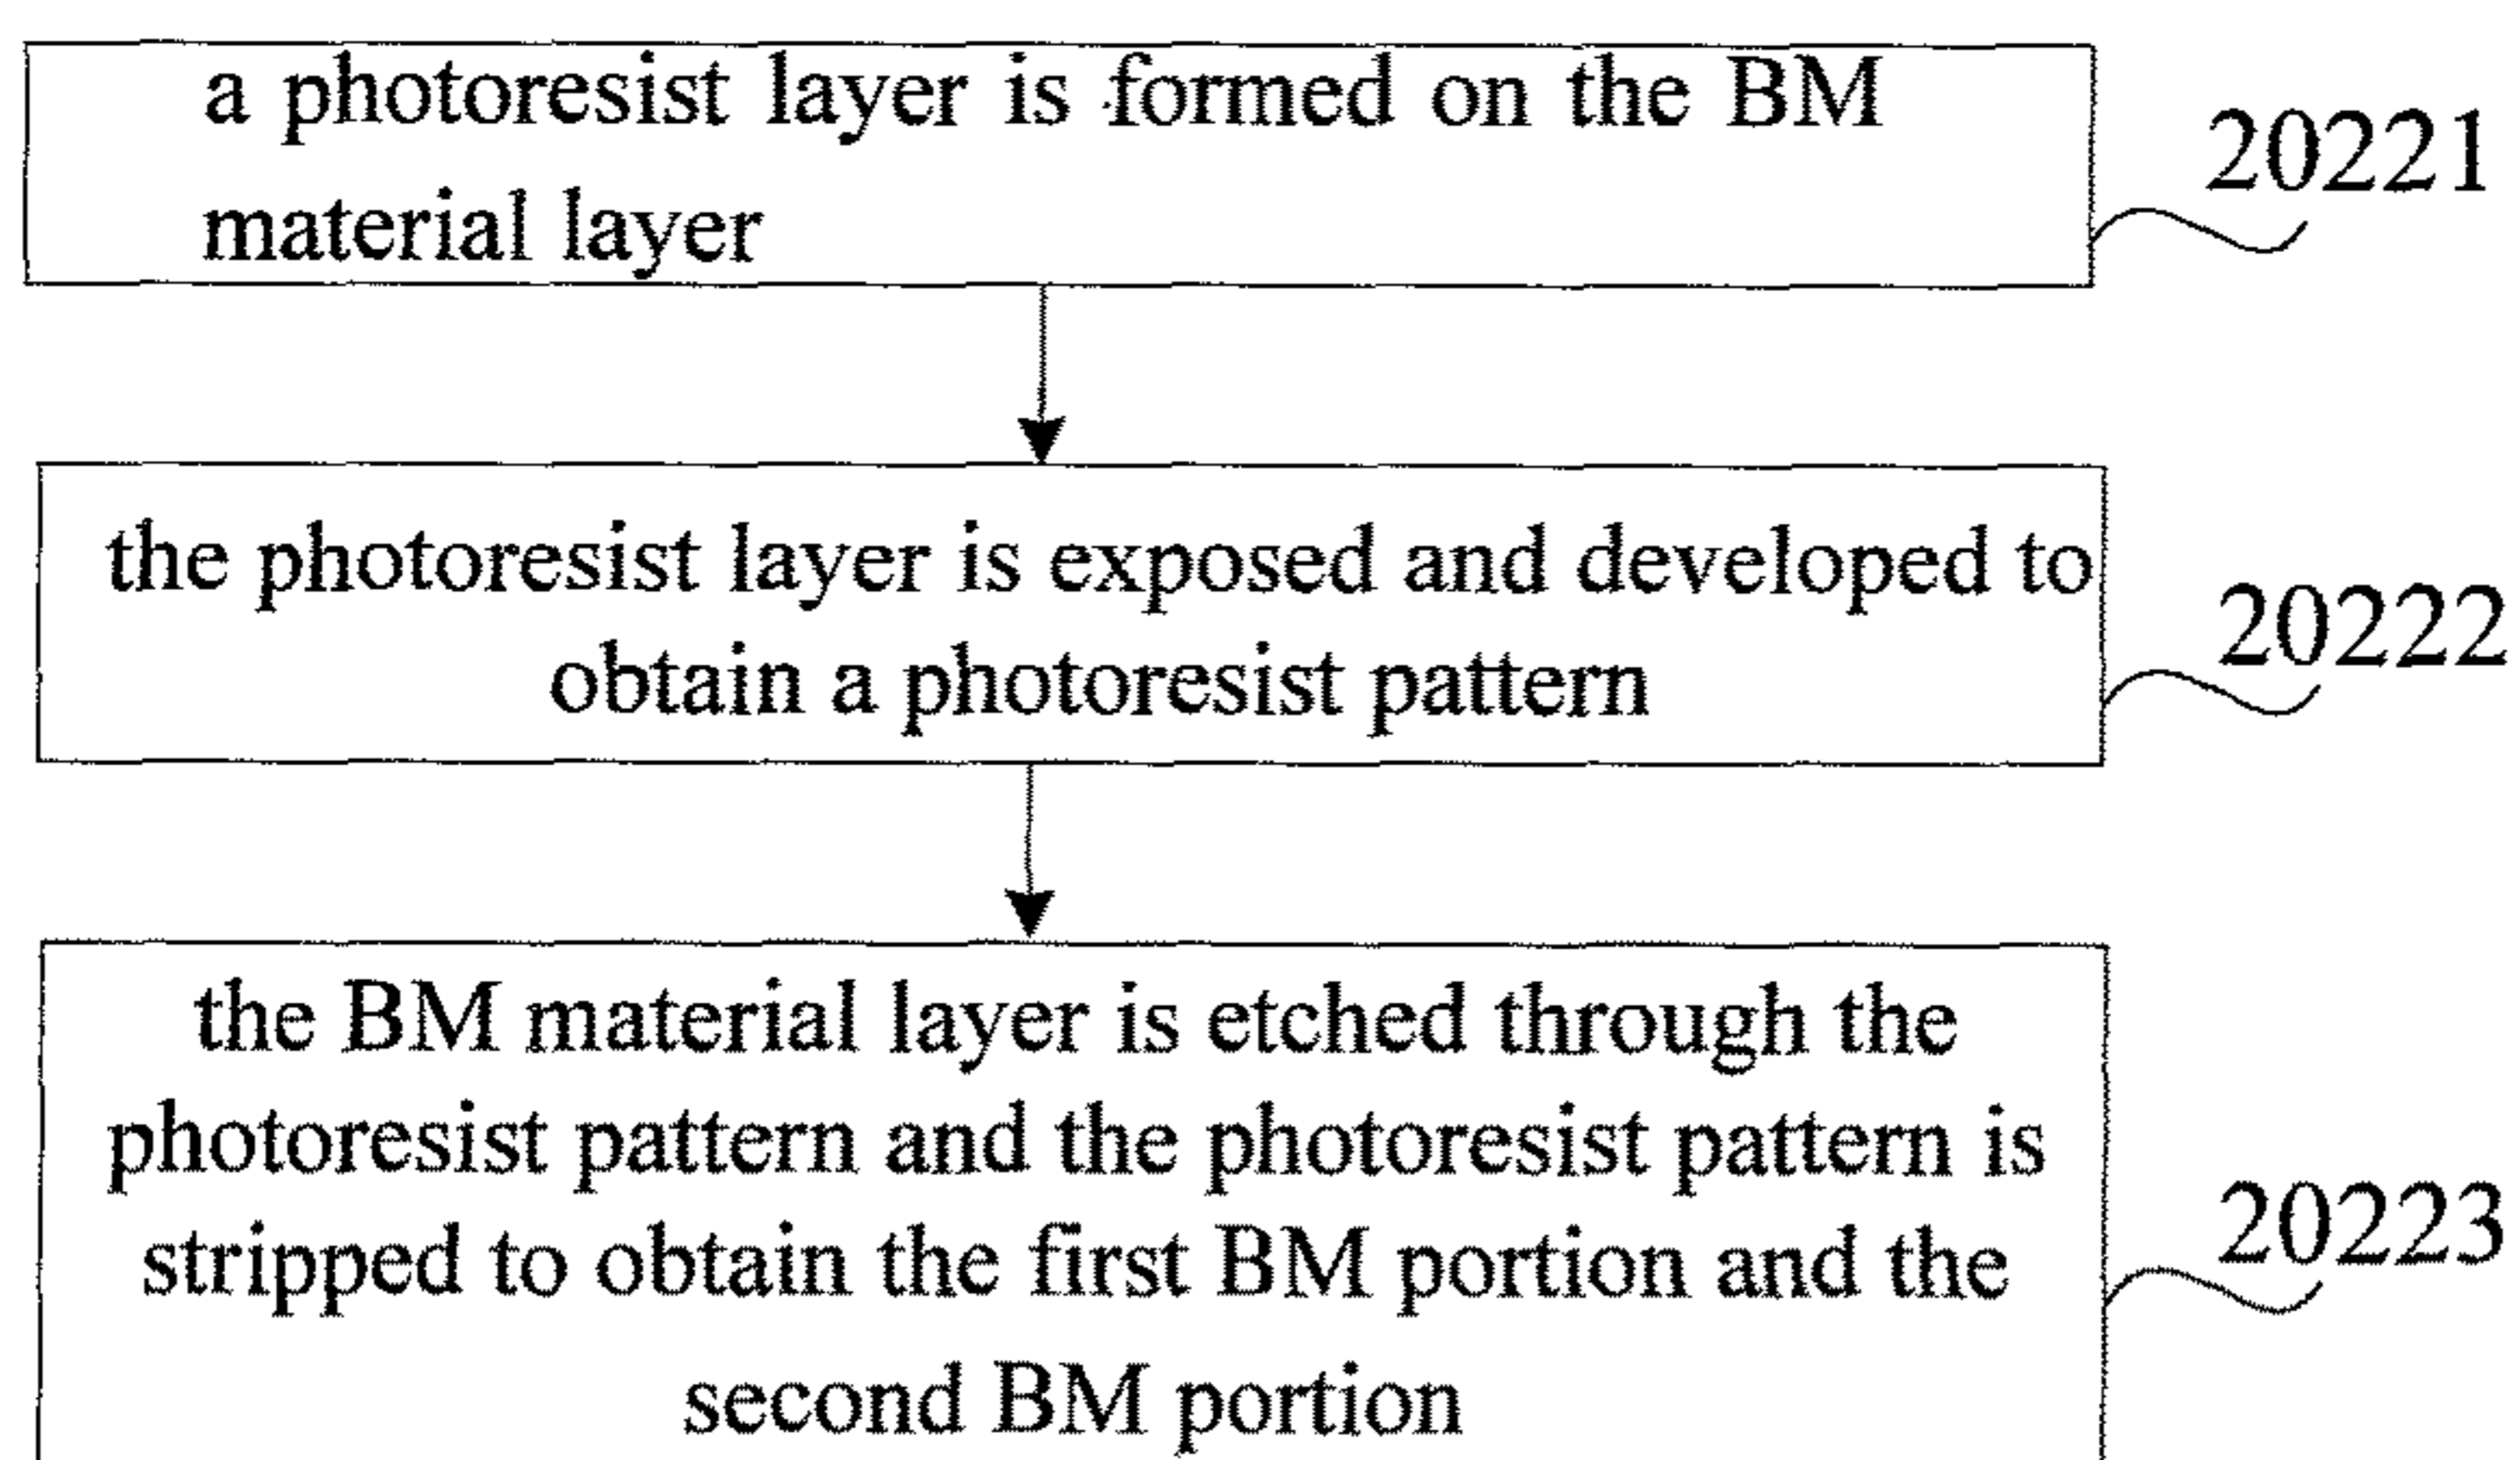 a photoresist layer is formed on the BM
material layer
20221
the photoresist layer is exposed and developed to
obtain a photoresist pattern
20222
the BM material layer is etched through the
photoresist pattern and the photoresist pattern is
stripped to obtain the first BM portion and the
second BM portion
20223